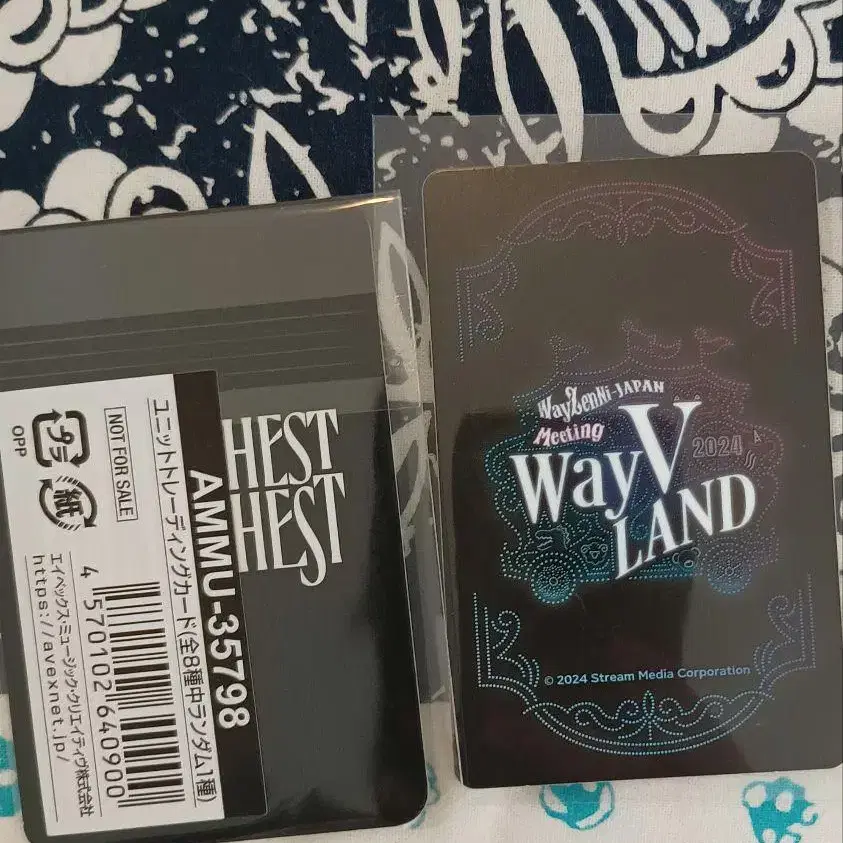 HEST
HEST
AMMU-35798
ユニットトレーディングカード(全8種中ランダム1種)
NOT FOR SALE
プラ
OPP
紙
4 570102 640900
エイベックス・ミュージック・クリエイティヴ株式会社
https://avexnet.jp/
WayZenNi-JAPAN
Meeting
2024
WayV
LAND
© 2024 Stream Media Corporation